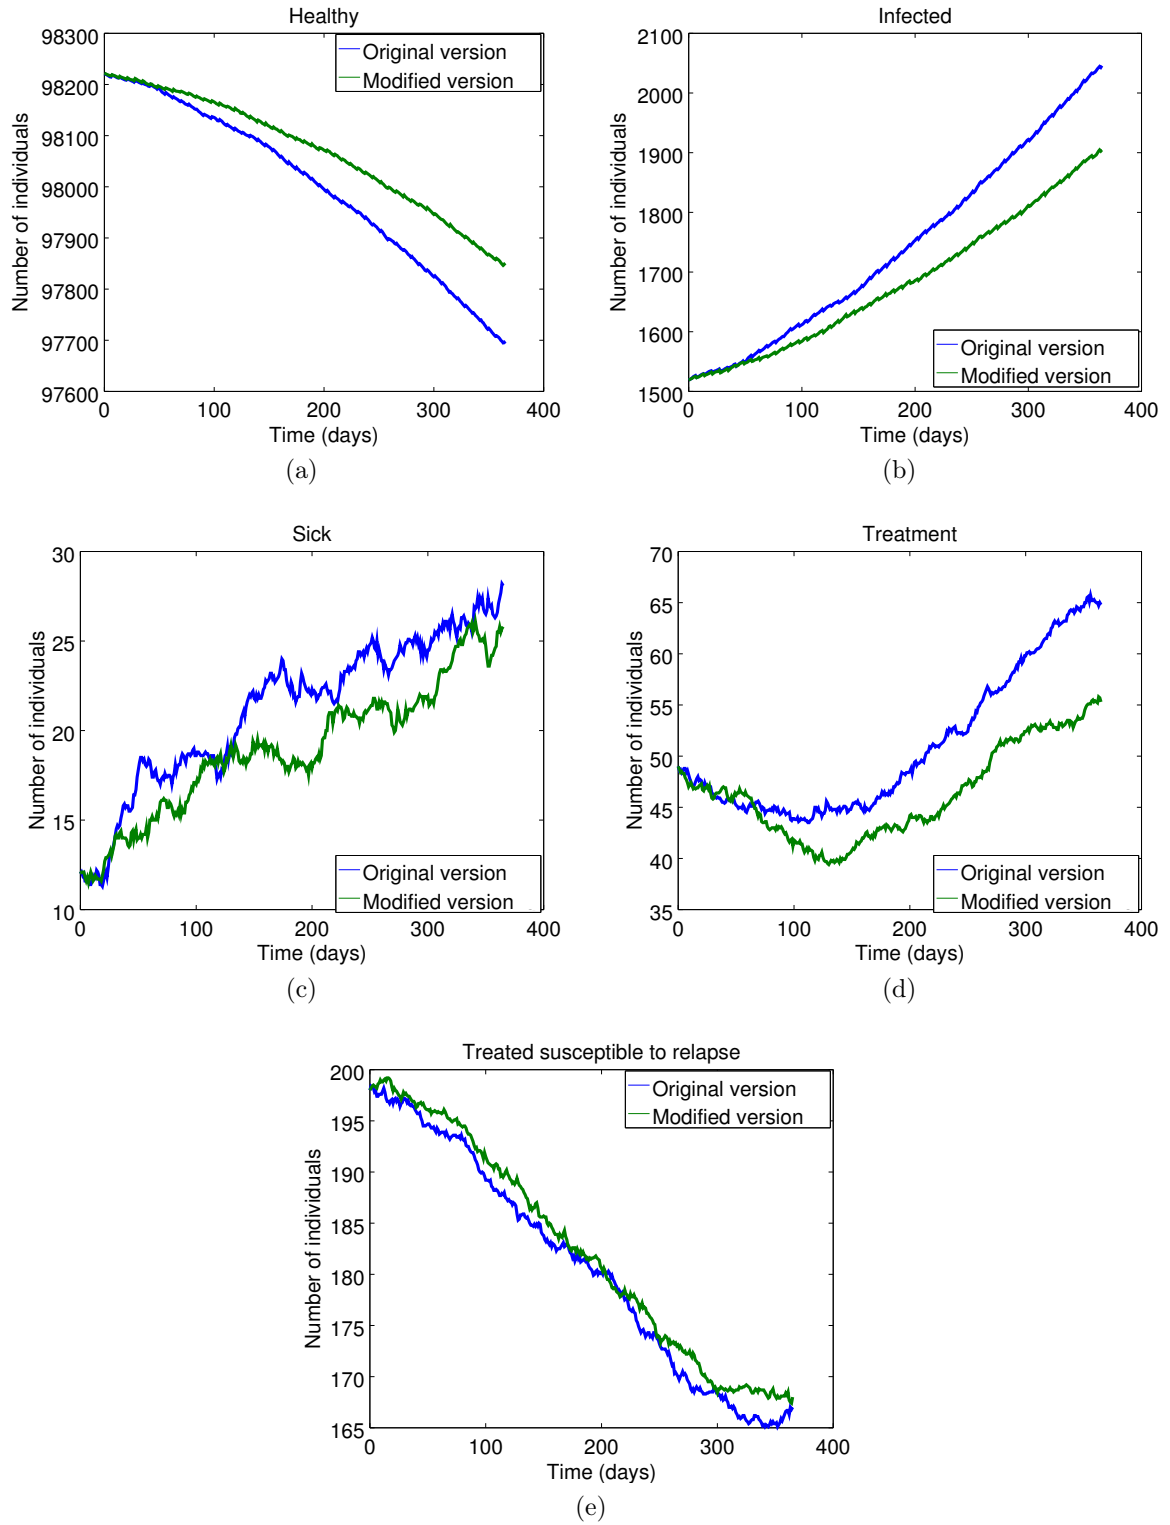 Healthy
98300
98200
98100
98000
97900
97800
97700
97600
0 100 200 300 400
Number of individuals
Time (days)
Original version
Modified version
(a)
Infected
2100
2000
1900
1800
1700
1600
1500
0 100 200 300 400
Number of individuals
Time (days)
Original version
Modified version
(b)
Sick
30
25
20
15
10
0 100 200 300 400
Number of individuals
Time (days)
Original version
Modified version
(c)
Treatment
70
65
60
55
50
45
40
35
0 100 200 300 400
Number of individuals
Time (days)
Original version
Modified version
(d)
Treated susceptible to relapse
200
195
190
185
180
175
170
165
0 100 200 300 400
Number of individuals
Time (days)
Original version
Modified version
(e)